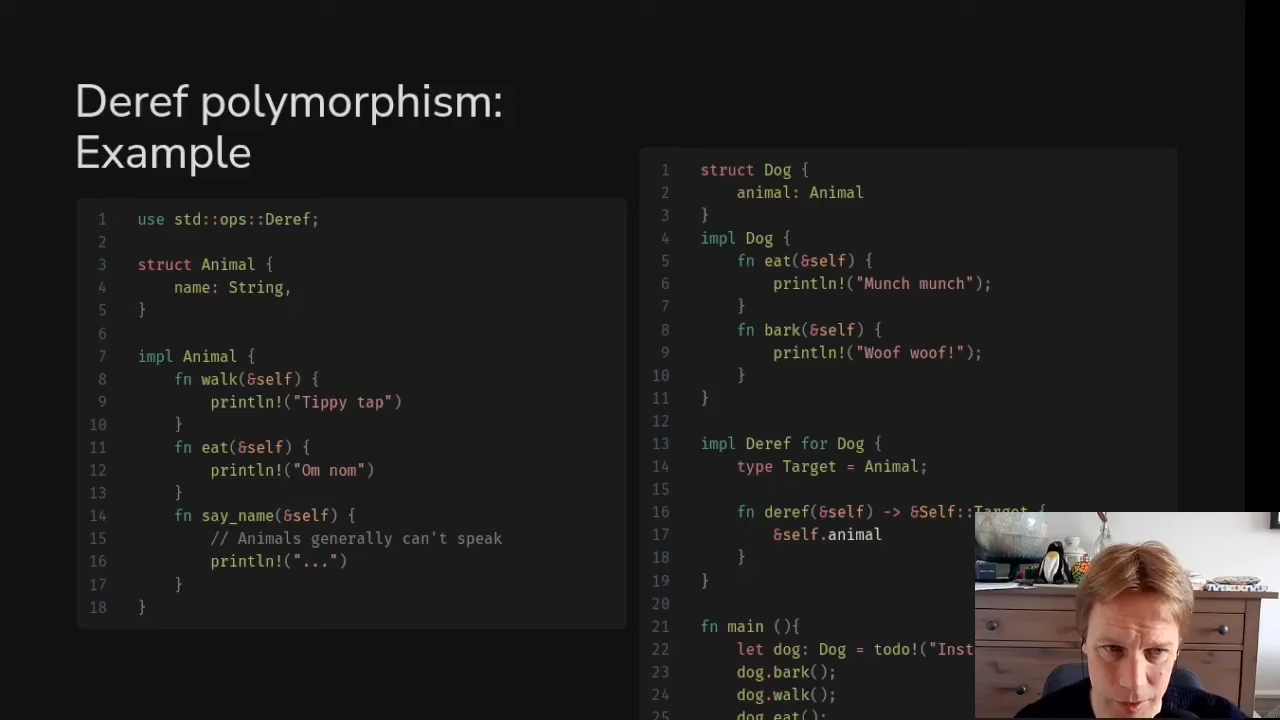 Deref polymorphism:
Example
1 use std::ops::Deref;
2
3 struct Animal {
4 name: String,
5 }
6
7 impl Animal {
8 fn walk(&self) {
9 println!("Tippy tap")
10 }
11 fn eat(&self) {
12 println!("Om nom")
13 }
14 fn say_name(&self) {
15 // Animals generally can't speak
16 println!("...")
17 }
18 }
1 struct Dog {
2 animal: Animal
3 }
4 impl Dog {
5 fn eat(&self) {
6 println!("Munch munch");
7 }
8 fn bark(&self) {
9 println!("Woof woof!");
10 }
11 }
12
13 impl Deref for Dog {
14 type Target = Animal;
15
16 fn deref(&self) -> &Self::Target {
17 &self.animal
18 }
19 }
20
21 fn main (){
22 let dog: Dog = todo!("Inst
23 dog.bark();
24 dog.walk();
25 dog.eat();